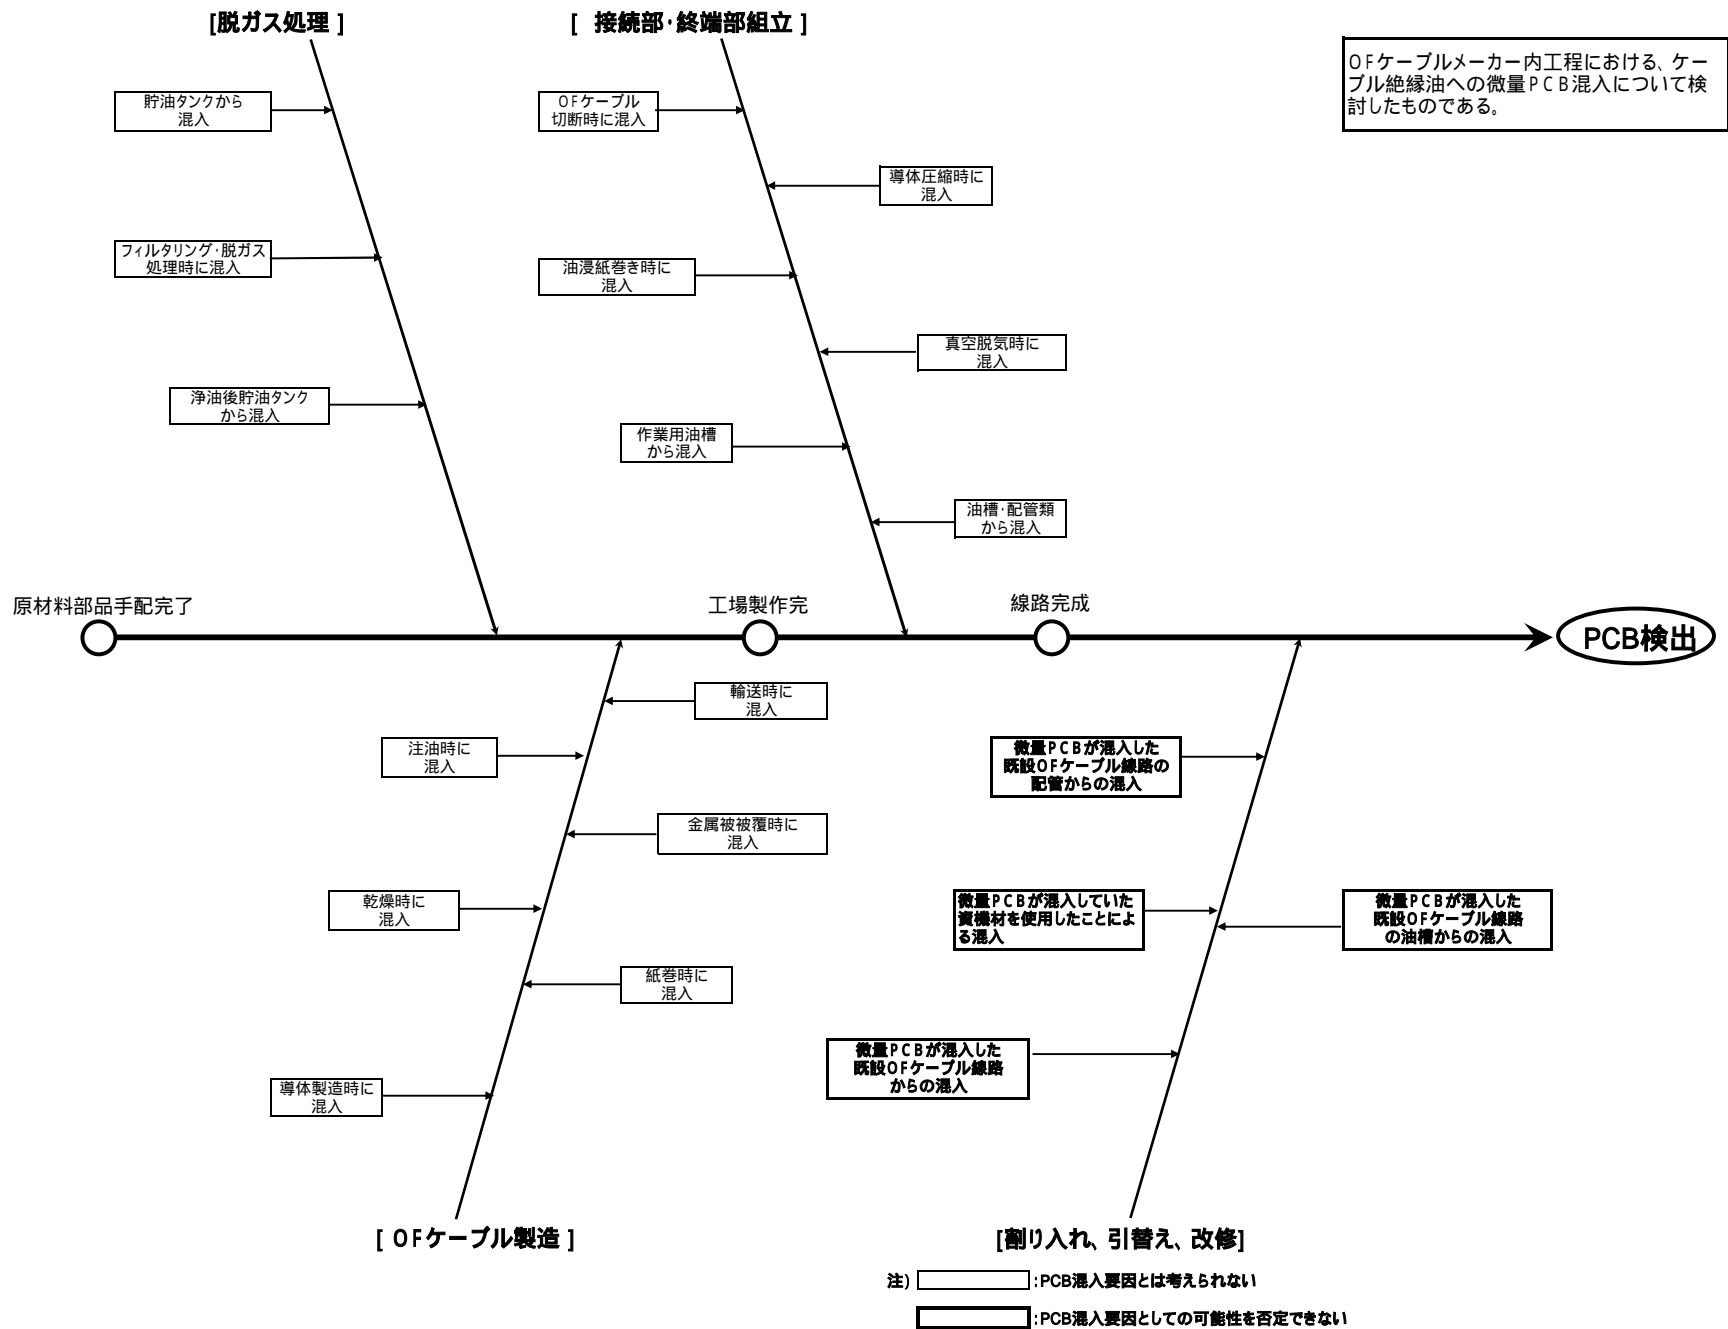 [脱ガス処理 ]
[ 接続部･終端部組立 ]
OFケーブルメーカー内工程における、ケー
ブル絶縁油への微量PCB混入について検
討したものである。
貯油タンクから
混入
OFケーブル
切断時に混入
導体圧縮時に
混入
フィルタリング･脱ガス
処理時に混入
油浸紙巻き時に
混入
真空脱気時に
混入
浄油後貯油タンク
から混入
作業用油槽
から混入
油槽･配管類
から混入
原材料部品手配完了
工場製作完
線路完成
PCB検出
輸送時に
混入
注油時に
混入
微量PCBが混入した
既設OFケーブル線路の
配管からの混入
金属被被覆時に
混入
乾燥時に
混入
微量PCBが混入していた
資機材を使用したことによ
る混入
微量PCBが混入した
既設OFケーブル線路
の油槽からの混入
紙巻時に
混入
微量PCBが混入した
既設OFケーブル線路
からの混入
導体製造時に
混入
[ OFケーブル製造 ]
[割り入れ、引替え、改修]
注) :PCB混入要因とは考えられない
:PCB混入要因としての可能性を否定できない